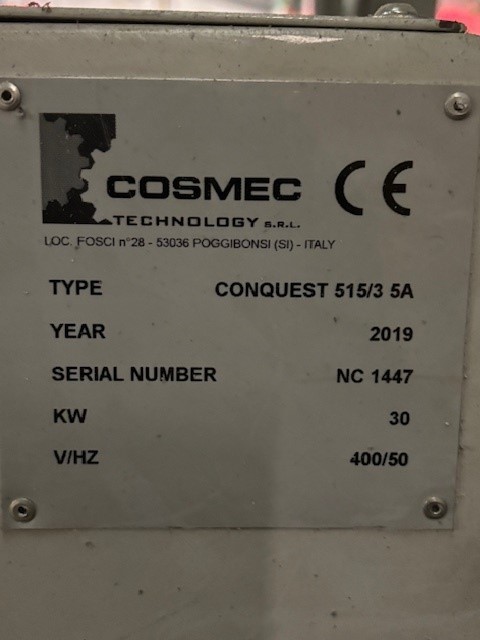 COSMEC CE
TECHNOLOGY S.R.L.
LOC. FOSCI n°28 - 53036 POGGIBONSI (SI) - ITALY
TYPE CONQUEST 515/3 5A
YEAR 2019
SERIAL NUMBER NC 1447
KW 30
V/HZ 400/50